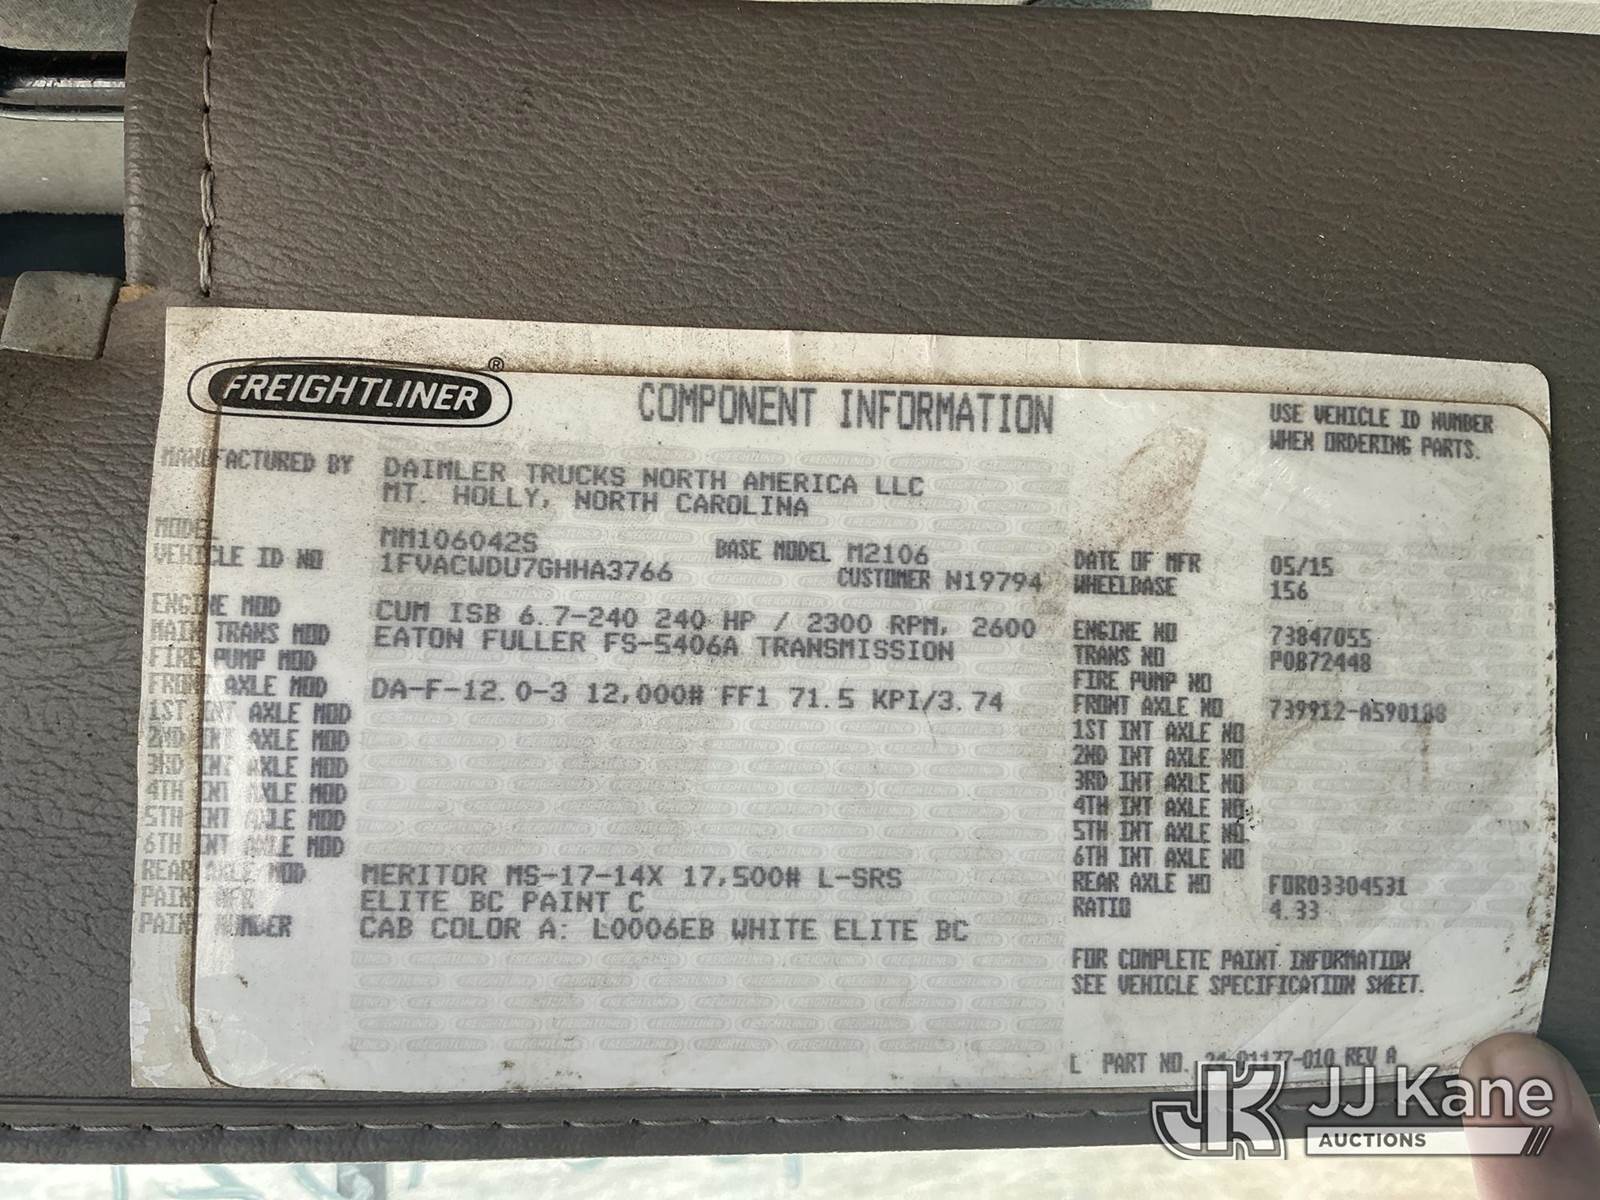 FREIGHTLINER®
COMPONENT INFORMATION
USE VEHICLE ID NUMBER
WHEN ORDERING PARTS.
MANUFACTURED BY DAIMLER TRUCKS NORTH AMERICA LLC
MT. HOLLY, NORTH CAROLINA
MODEL MM106042S BASE MODEL M2106 DATE OF MFR 05/15
VEHICLE ID NO 1FVACWDU7GHHA3766 CUSTOMER N19794 WHEELBASE 156
ENGINE MOD CUM ISB 6.7-240 240 HP / 2300 RPM, 2600 ENGINE NO 73847055
MAIN TRANS MOD EATON FULLER FS-5406A TRANSMISSION TRANS NO P0872448
FIRE PUMP MOD FIRE PUMP NO
FRONT AXLE MOD DA-F-12.0-3 12,000# FF1 71.5 KPI/3.74 FRONT AXLE NO 739912-A590188
1ST INT AXLE MOD 1ST INT AXLE NO
2ND INT AXLE MOD 2ND INT AXLE NO
3RD INT AXLE MOD 3RD INT AXLE NO
4TH INT AXLE MOD 4TH INT AXLE NO
5TH INT AXLE MOD 5TH INT AXLE NO
6TH INT AXLE MOD 6TH INT AXLE NO
REAR AXLE MOD MERITOR MS-17-14X 17,500# L-SRS REAR AXLE NO FOR03304531
PAINT MFR ELITE BC PAINT C RATIO 4.33
PAINT NUMBER CAB COLOR A: L0006EB WHITE ELITE BC
FOR COMPLETE PAINT INFORMATION
SEE VEHICLE SPECIFICATION SHEET.
L PART NO. 24-01177-010 REV A
JK JJ Kane
AUCTIONS